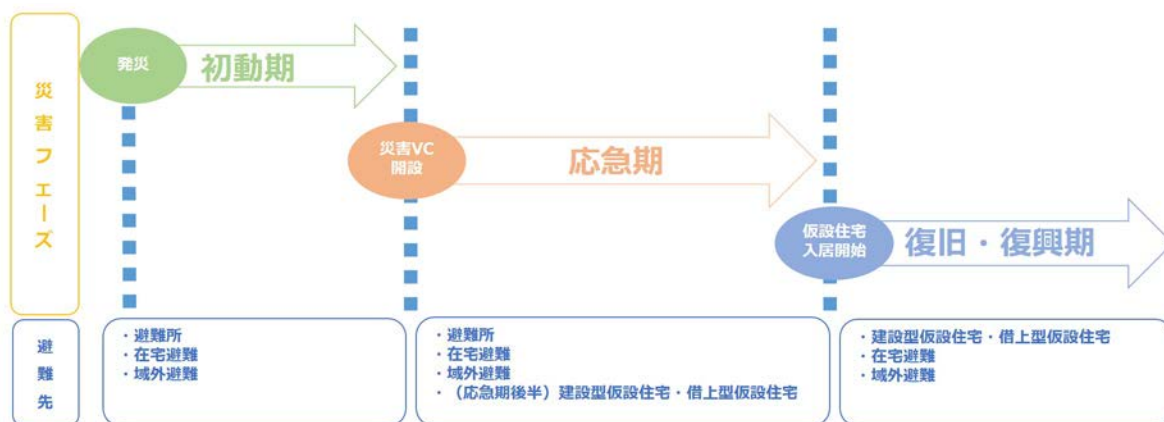 災害フェーズ
発災
初動期
災害VC
開設
応急期
仮設住宅
入居開始
復旧・復興期
避難先
・避難所
・在宅避難
・域外避難
・避難所
・在宅避難
・域外避難
・（応急期後半）建設型仮設住宅・借上型仮設住宅
・建設型仮設住宅・借上型仮設住宅
・在宅避難
・域外避難